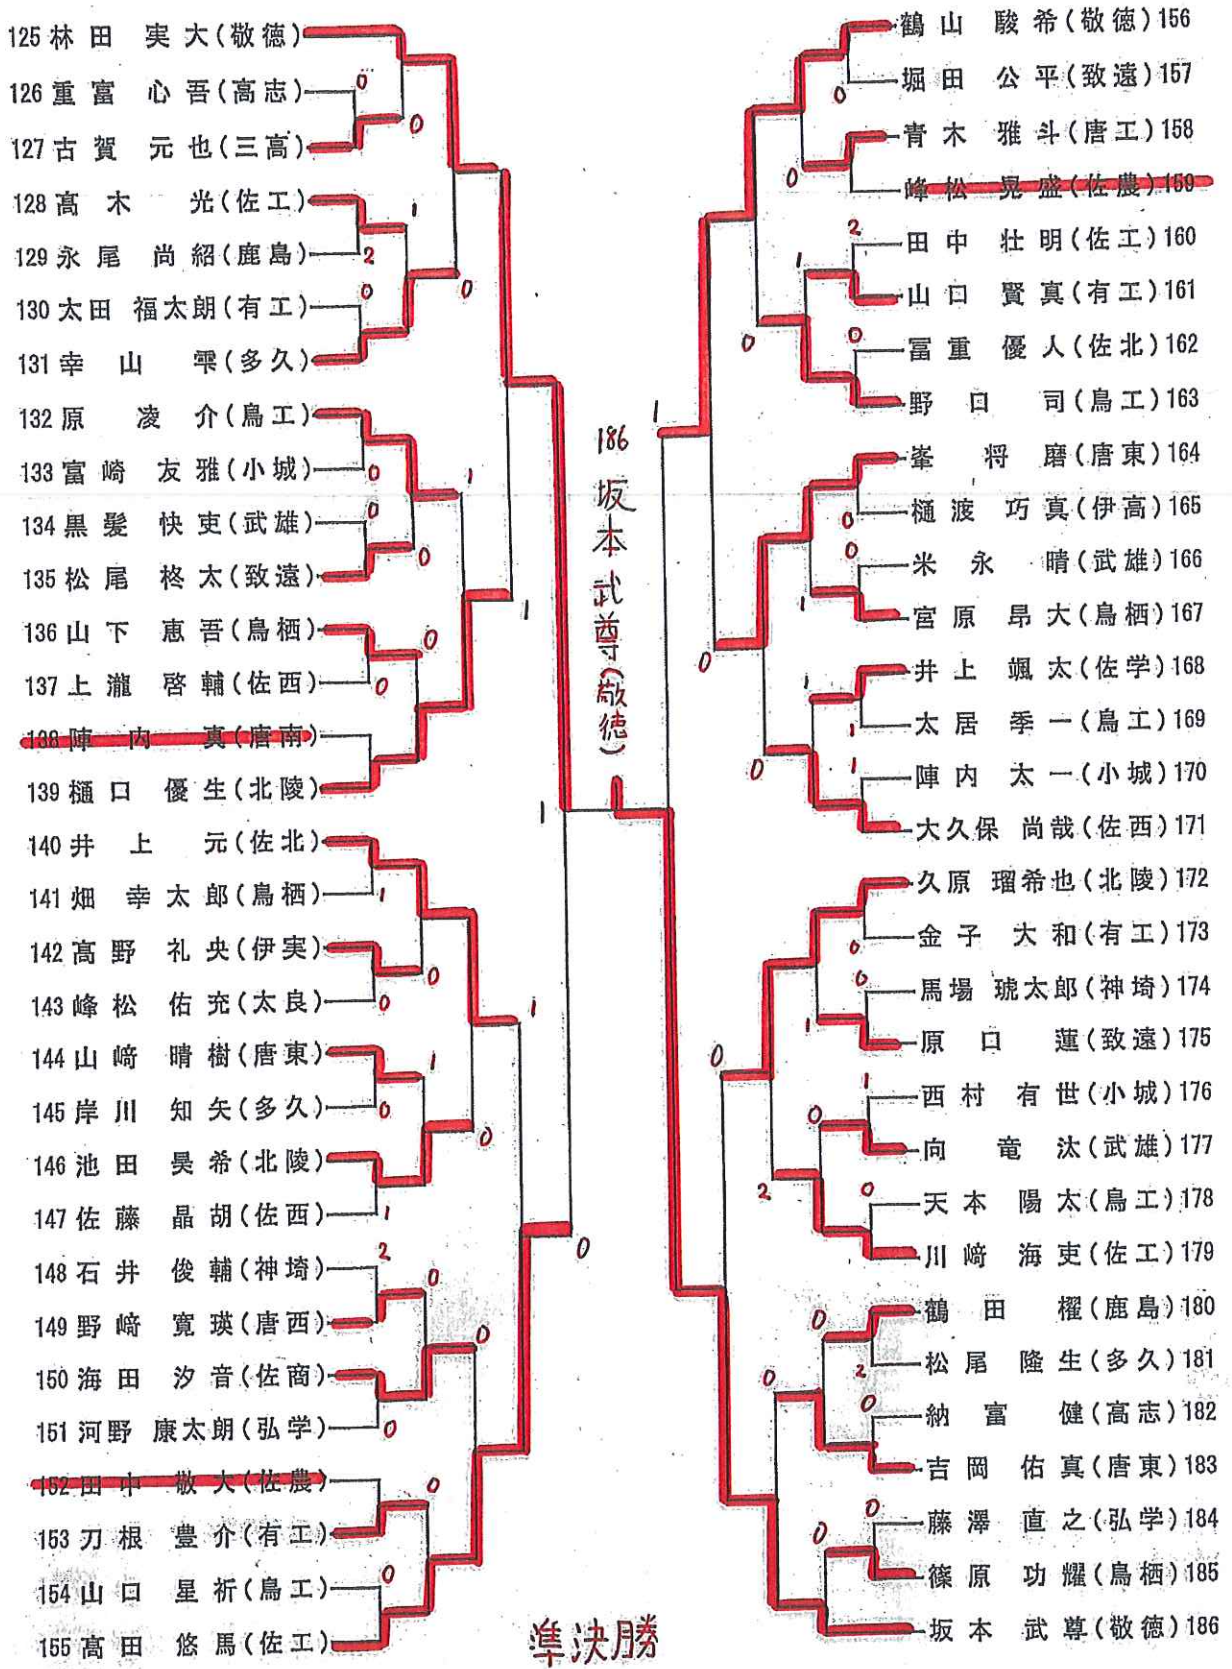 125 林田 実大(敬徳)
126 重富 心吾(高志)
127 古賀 元也(三高)
128 髙木 光(佐工)
129 永尾 尚紹(鹿島)
130 太田 福太朗(有工)
131 幸山 雫(多久)
132 原 凌介(鳥工)
133 富崎 友雅(小城)
134 黒髪 快吏(武雄)
135 松尾 柊太(致遠)
136 山下 恵吾(鳥栖)
137 上瀧 啓輔(佐西)
138 陣内 真(唐南)
139 樋口 優生(北陵)
140 井上 元(佐北)
141 畑 幸太郎(鳥栖)
142 髙野 礼央(伊実)
143 峰松 佑充(太良)
144 山﨑 晴樹(唐東)
145 岸川 知矢(多久)
146 池田 昊希(北陵)
147 佐藤 晶胡(佐西)
148 石井 俊輔(神埼)
149 野﨑 寛瑛(唐西)
150 海田 汐音(佐商)
151 河野 康太朗(弘学)
152 田中 敬大(佐農)
153 刀根 豊介(有工)
154 山口 星祈(鳥工)
155 髙田 悠馬(佐工)
186 坂本武尊(敬徳)
準決勝
鶴山 駿希(敬徳)156
堀田 公平(致遠)157
青木 雅斗(唐工)158
峰松 晃盛(佐農)159
田中 壮明(佐工)160
山口 賢真(有工)161
冨重 優人(佐北)162
野口 司(鳥工)163
峯 将磨(唐東)164
樋渡 巧真(伊高)165
米永 晴(武雄)166
宮原 昂大(鳥栖)167
井上 颯太(佐学)168
太居 季一(鳥工)169
陣内 太一(小城)170
大久保 尚哉(佐西)171
久原 瑠希也(北陵)172
金子 大和(有工)173
馬場 琥太郎(神埼)174
原口 蓮(致遠)175
西村 有世(小城)176
向 竜汰(武雄)177
天本 陽太(鳥工)178
川﨑 海吏(佐工)179
鶴田 櫂(鹿島)180
松尾 隆生(多久)181
納富 健(高志)182
吉岡 佑真(唐東)183
藤澤 直之(弘学)184
篠原 功耀(鳥栖)185
坂本 武尊(敬徳)186